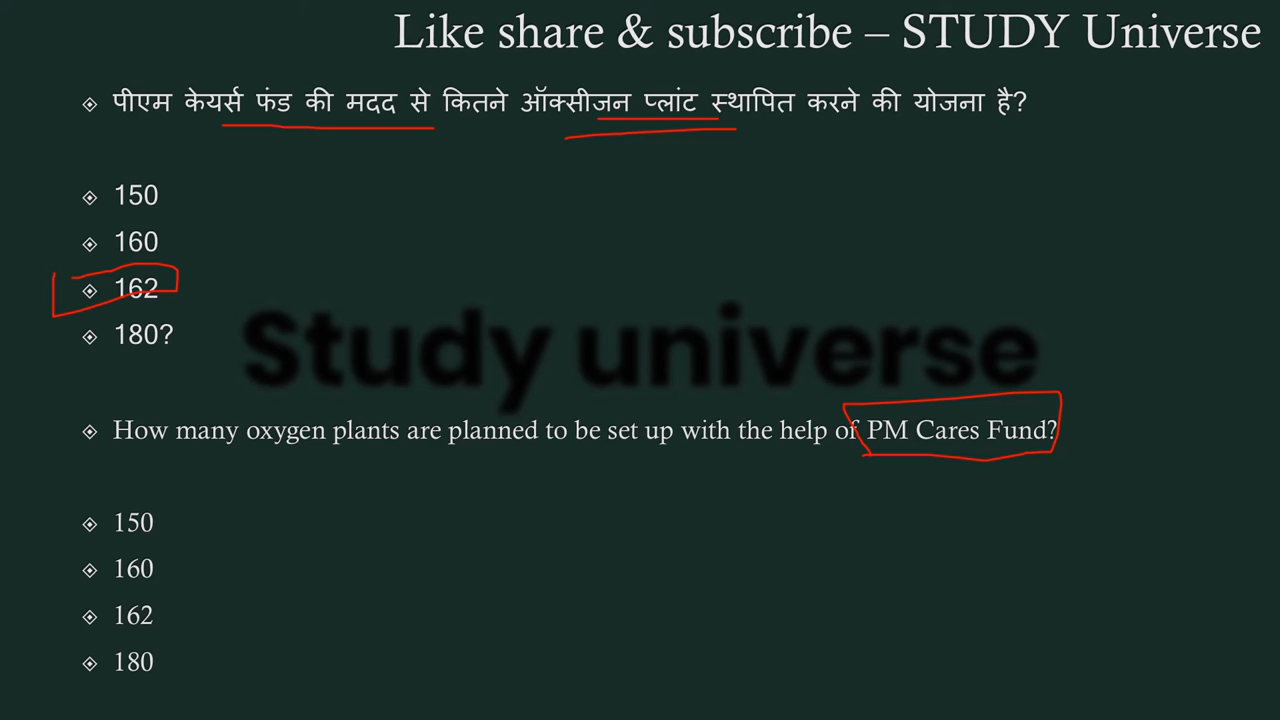 Like share & subscribe – STUDY Universe
पीएम केयर्स फंड की मदद से कितने ऑक्सीजन प्लांट स्थापित करने की योजना है?
150
160
162
180?
Study universe
How many oxygen plants are planned to be set up with the help of PM Cares Fund?
150
160
162
180